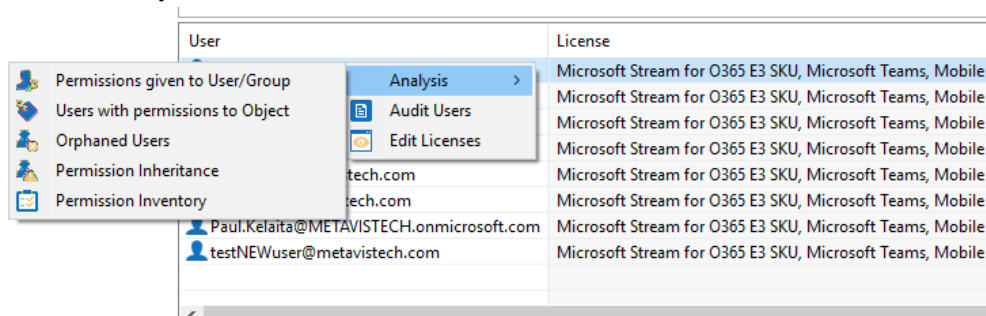 User License
Microsoft Stream for O365 E3 SKU, Microsoft Teams, Mobile
Permissions given to User/Group Analysis
Microsoft Stream for O365 E3 SKU, Microsoft Teams, Mobile
Users with permissions to Object Audit Users
Microsoft Stream for O365 E3 SKU, Microsoft Teams, Mobile
Orphaned Users Edit Licenses
Microsoft Stream for O365 E3 SKU, Microsoft Teams, Mobile
Permission Inheritance
tech.com Microsoft Stream for O365 E3 SKU, Microsoft Teams, Mobile
Permission Inventory
tech.com Microsoft Stream for O365 E3 SKU, Microsoft Teams, Mobile
Paul.Kelaita@METAVISTECH.onmicrosoft.com Microsoft Stream for O365 E3 SKU, Microsoft Teams, Mobile
testNEWuser@metavistech.com Microsoft Stream for O365 E3 SKU, Microsoft Teams, Mobile